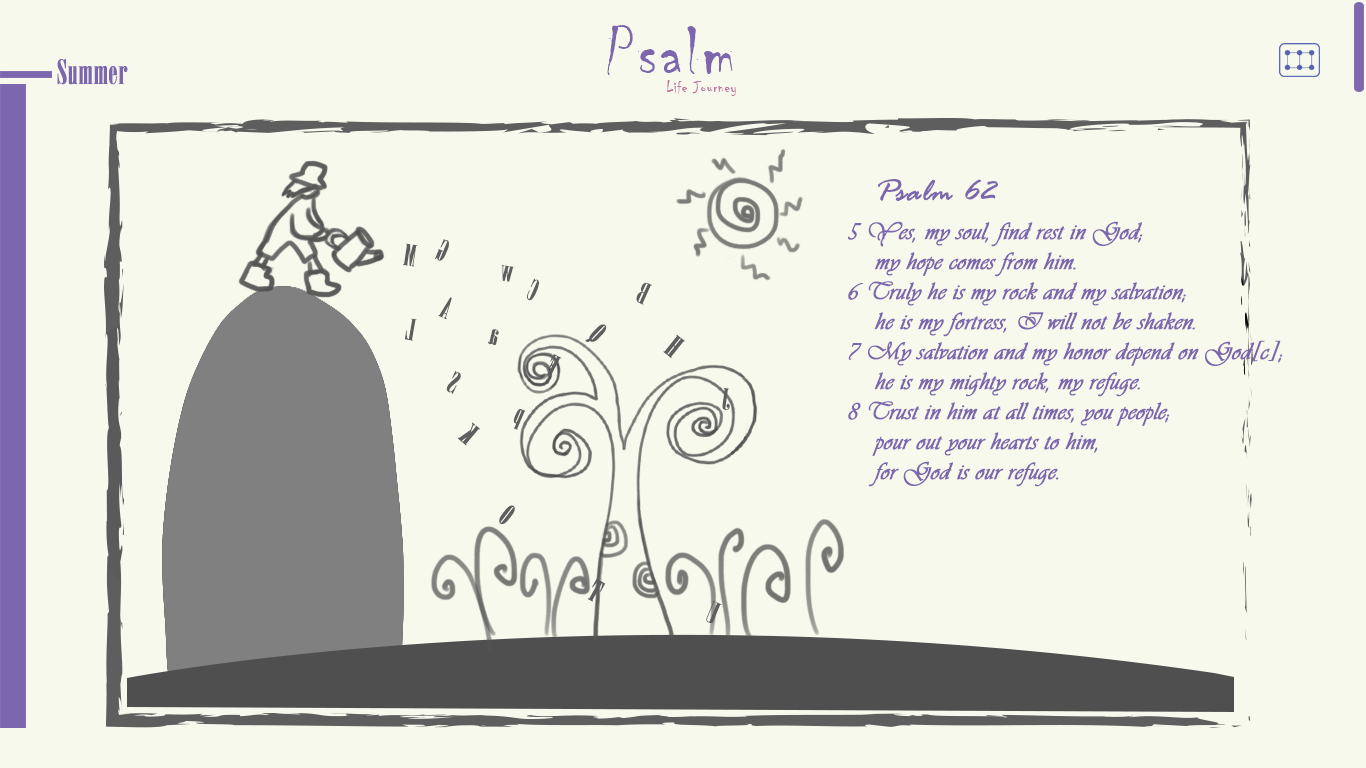 Psalm
Life Journey
Summer
Psalm 62
5 Yes, my soul, find rest in God;
my hope comes from him.
6 Truly he is my rock and my salvation;
he is my fortress, I will not be shaken.
7 My salvation and my honor depend on God[c];
he is my mighty rock, my refuge.
8 Trust in him at all times, you people;
pour out your hearts to him,
for God is our refuge.